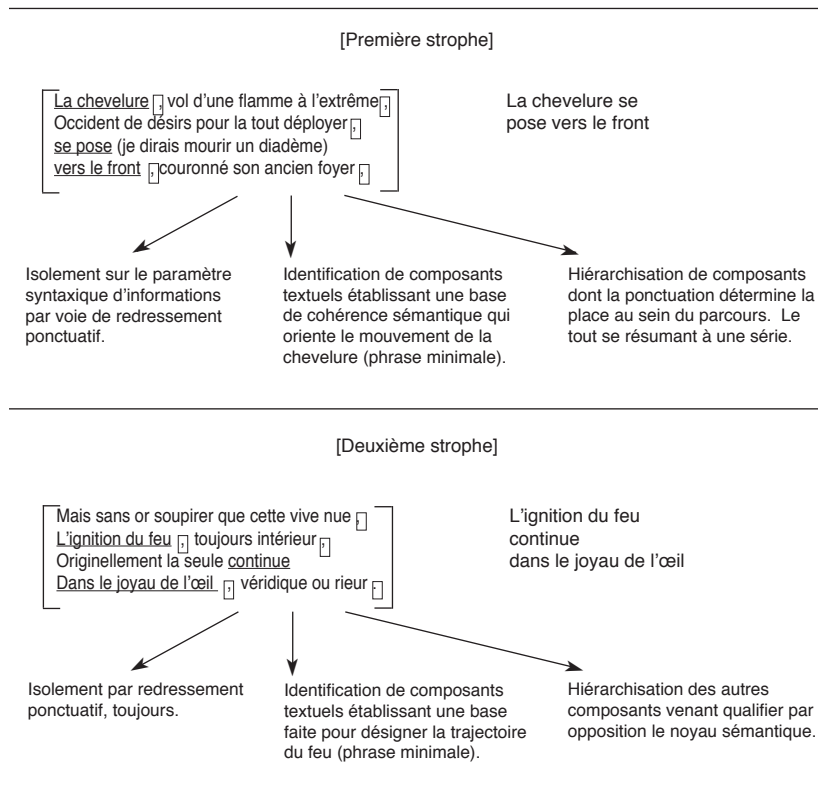 [Première strophe]
La chevelure , vol d'une flamme à l'extrême,
Occident de désirs pour la tout déployer ,
se pose (je dirais mourir un diadème)
vers le front , couronné son ancien foyer ,
La chevelure se
pose vers le front
Isolement sur le paramètre
syntaxique d'informations
par voie de redressement
ponctuatif.
Identification de composants
textuels établissant une base
de cohérence sémantique qui
oriente le mouvement de la
chevelure (phrase minimale).
Hiérarchisation de composants
dont la ponctuation détermine la
place au sein du parcours. Le
tout se résumant à une série.
[Deuxième strophe]
Mais sans or soupirer que cette vive nue ,
L'ignition du feu , toujours intérieur ,
Originellement la seule continue
Dans le joyau de l'œil , véridique ou rieur .
L'ignition du feu
continue
dans le joyau de l'œil
Isolement par redressement
ponctuatif, toujours.
Identification de composants
textuels établissant une base
faite pour désigner la trajectoire
du feu (phrase minimale).
Hiérarchisation des autres
composants venant qualifier par
opposition le noyau sémantique.